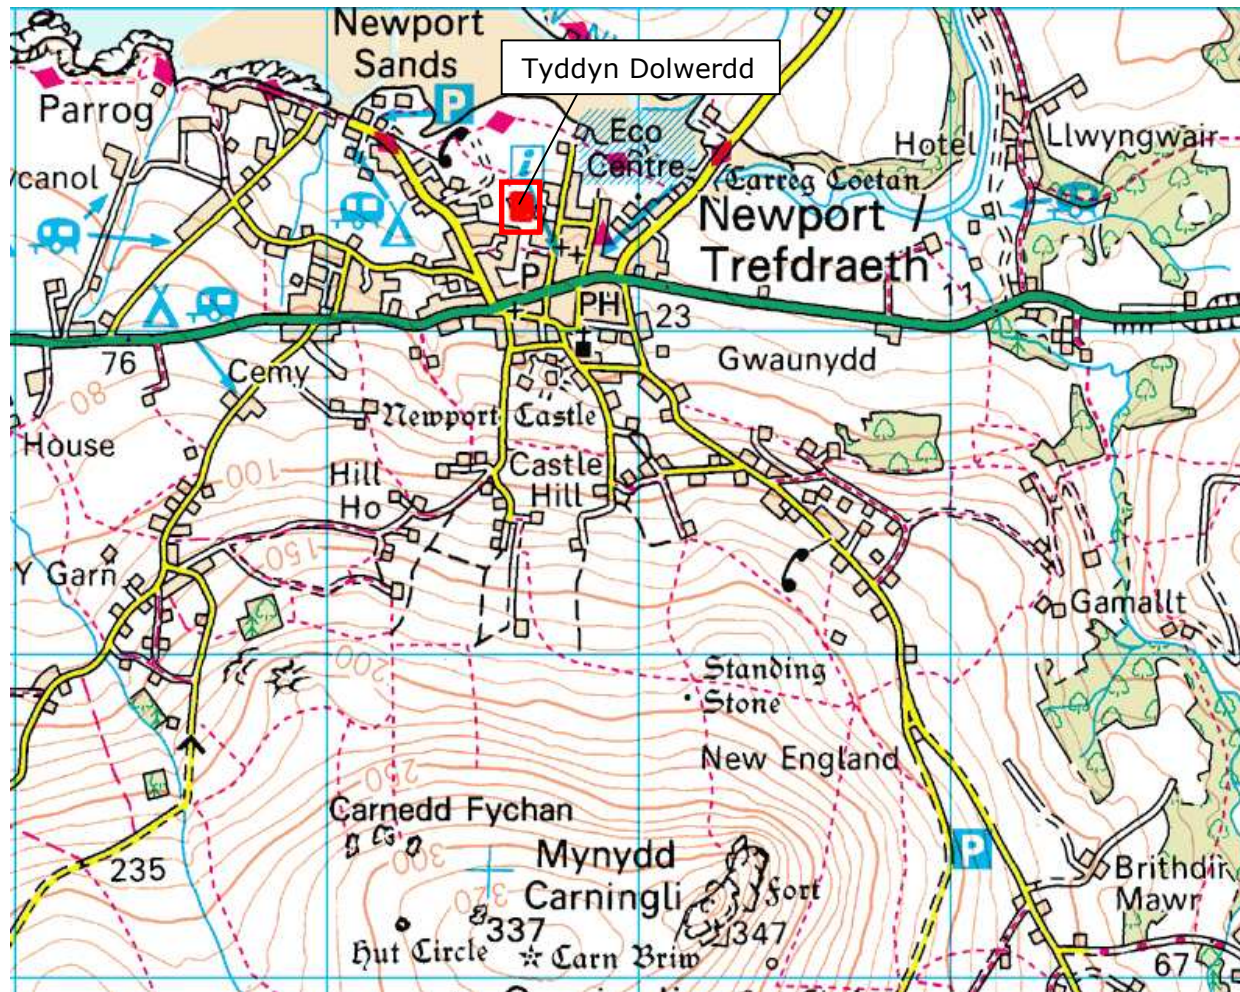 Newport
Sands
Tyddyn Dolwerdd
P
Parrog
Eco
Centre
Hotel
Llwyngwair
ycanol
i
Carreg Coetan
Newport /
Trefdraeth
P
PH
11
23
76
Cemy
Gwaunydd
80
Newport Castle
House
100
Hill
Ho
Castle
Hill
150
Y Garn
Gamallt
200
Standing
Stone
New England
250
Carnedd Fychan
300
Mynydd
Carningli
P
235
Brithdir
Mawr
320
Fort
337
347
Hut Circle
Carn Briw
67